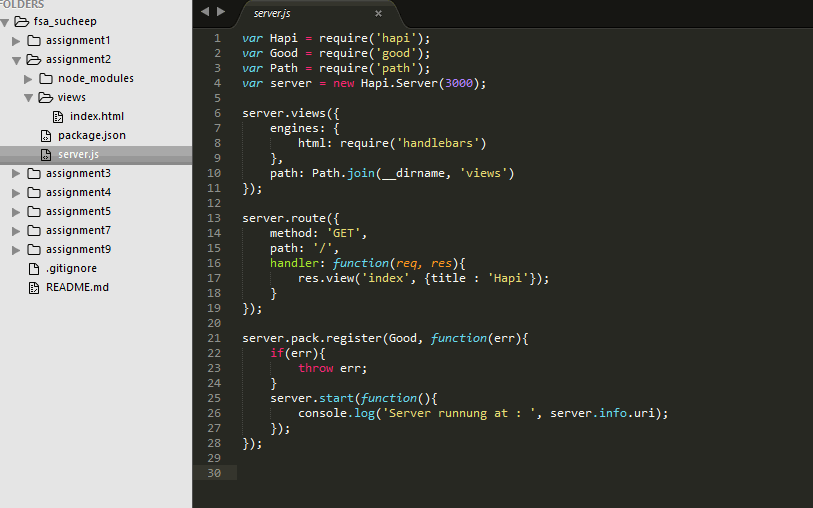 FOLDERS
fsa_sucheep
assignment1
assignment2
node_modules
views
index.html
package.json
server.js
assignment3
assignment4
assignment5
assignment7
assignment9
.gitignore
README.md
server.js ×
1 var Hapi = require('hapi');
2 var Good = require('good');
3 var Path = require('path');
4 var server = new Hapi.Server(3000);
5
6 server.views({
7 engines: {
8 html: require('handlebars')
9 },
10 path: Path.join(__dirname, 'views')
11 });
12
13 server.route({
14 method: 'GET',
15 path: '/',
16 handler: function(req, res){
17 res.view('index', {title : 'Hapi'});
18 }
19 });
20
21 server.pack.register(Good, function(err){
22 if(err){
23 throw err;
24 }
25 server.start(function(){
26 console.log('Server runnung at : ', server.info.uri);
27 });
28 });
29
30